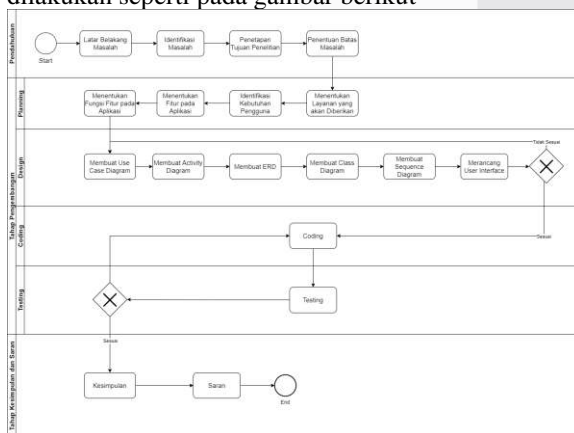 dilakukan seperti pada gambar berikut
Pendahuluan
Start
Latar Belakang
Masalah
Identifikasi
Masalah
Penetapan
Tujuan Penelitian
Penentuan Batas
Masalah
Tahap Pengembangan
Planning
Menentukan
Fungsi Fitur pada
Aplikasi
Menentukan
Fitur pada
Aplikasi
Identifikasi
Kebutuhan
Pengguna
Menentukan
Layanan yang
akan Diberikan
Design
Membuat Use
Case Diagram
Membuat Activity
Diagram
Membuat ERD
Membuat Class
Diagram
Membuat
Sequence
Diagram
Merancang
User Interface
Tidak Sesuai
Sesuai
Coding
Coding
Testing
Testing
Sesuai
Tahap Kesimpulan dan Saran
Kesimpulan
Saran
End